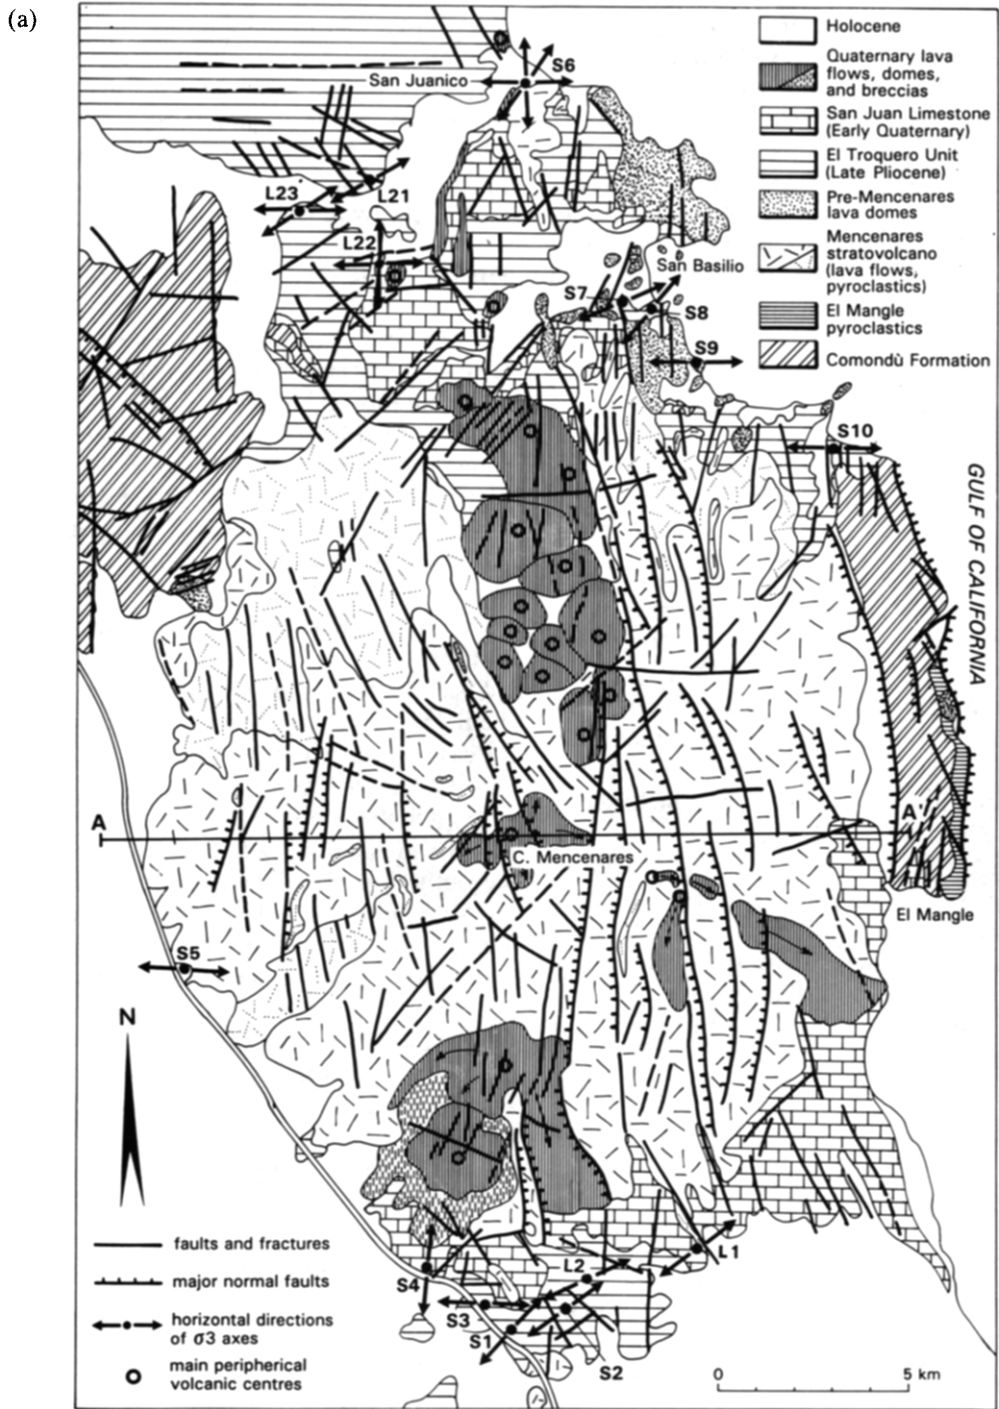 (a)
Holocene
Quaternary lava
flows, domes,
and breccias
San Juan Limestone
(Early Quaternary)
El Troquero Unit
(Late Pliocene)
Pre-Mencenares
lava domes
Mencenares
stratovolcano
(lava flows,
pyroclastics)
El Mangle
pyroclastics
Comondù Formation
S6
San Juanico
L23
L21
L22
San Basilio
S7
S8
S9
S10
GULF OF CALIFORNIA
A
A'
C. Mencenares
El Mangle
S5
N
faults and fractures
major normal faults
horizontal directions
of σ3 axes
main peripherical
volcanic centres
L1
L2
S4
S3
S1
S2
0
5 km